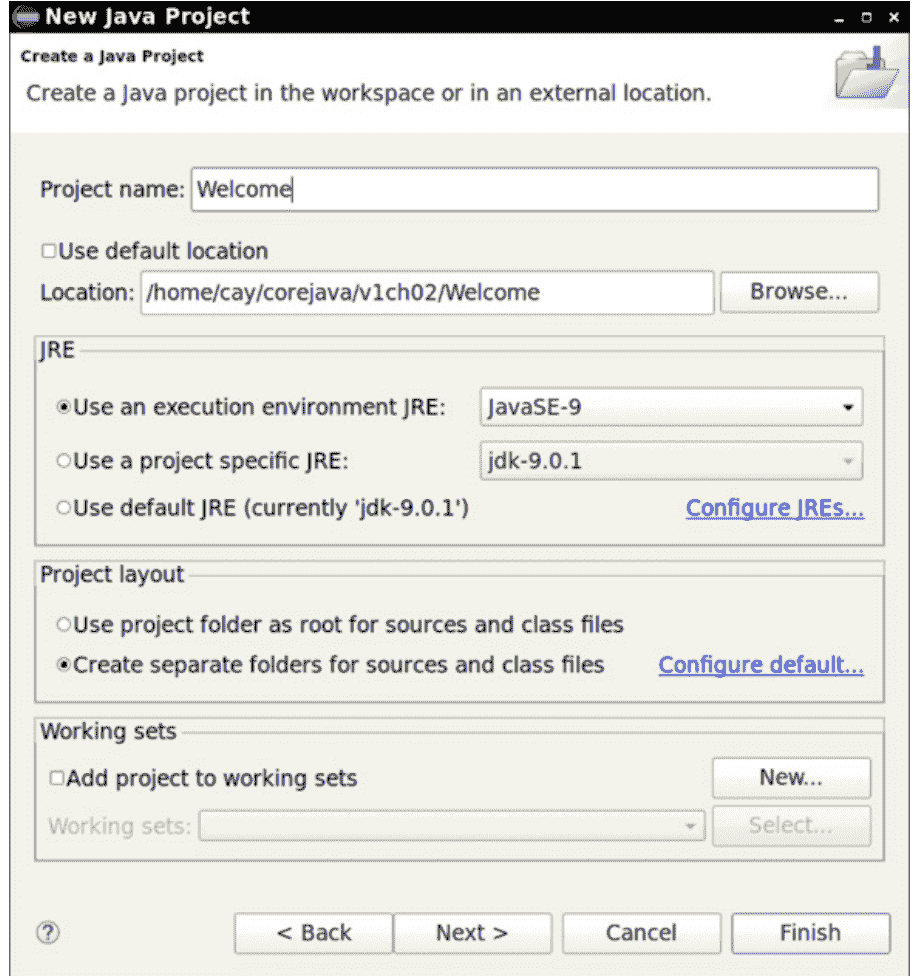 New Java Project
Create a Java Project
Create a Java project in the workspace or in an external location.
Project name: Welcome
Use default location
Location: /home/cay/corejava/v1ch02/Welcome Browse...
JRE
Use an execution environment JRE: JavaSE-9
Use a project specific JRE: jdk-9.0.1
Use default JRE (currently 'jdk-9.0.1') Configure JREs...
Project layout
Use project folder as root for sources and class files
Create separate folders for sources and class files Configure default...
Working sets
Add project to working sets New...
Working sets: Select...
? < Back Next > Cancel Finish